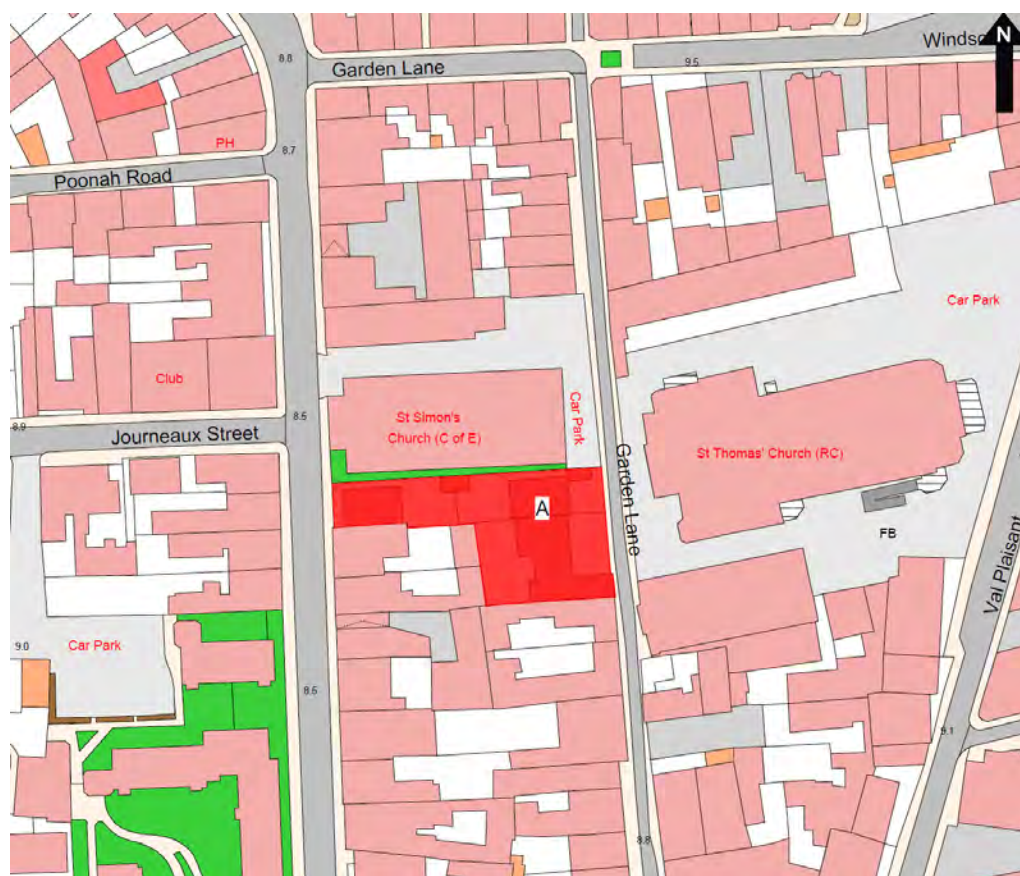 Windso
N
8.8
Garden Lane
9.5
PH
8.7
Poonah Road
Car Park
Club
8.5
8.9
Journeaux Street
St Simon's
Church (C of E)
Car Park
St Thomas' Church (RC)
Garden Lane
A
FB
Val Plaisant
9.0
Car Park
8.5
9.1
8.8